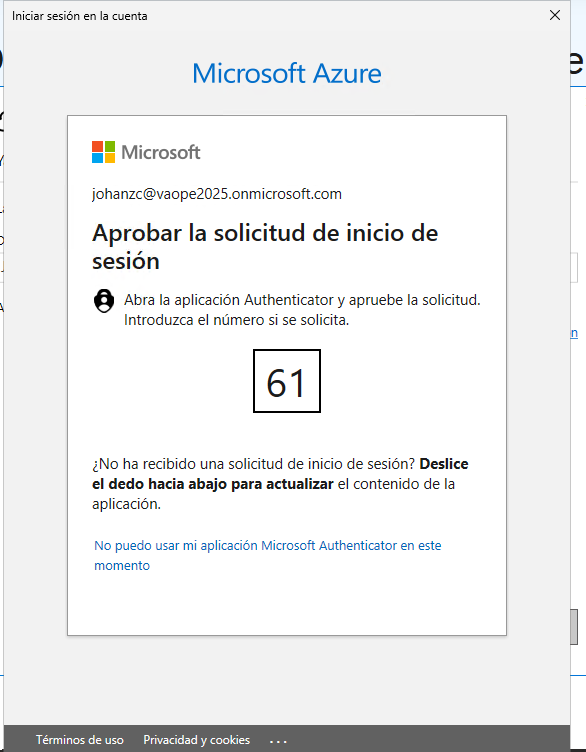 Iniciar sesión en la cuenta
Microsoft Azure
Microsoft
johanzc@vaope2025.onmicrosoft.com
Aprobar la solicitud de inicio de
sesión
Abra la aplicación Authenticator y apruebe la solicitud.
Introduzca el número si se solicita.
61
¿No ha recibido una solicitud de inicio de sesión? Deslice
el dedo hacia abajo para actualizar el contenido de la
aplicación.
No puedo usar mi aplicación Microsoft Authenticator en este
momento
Términos de uso
Privacidad y cookies
...